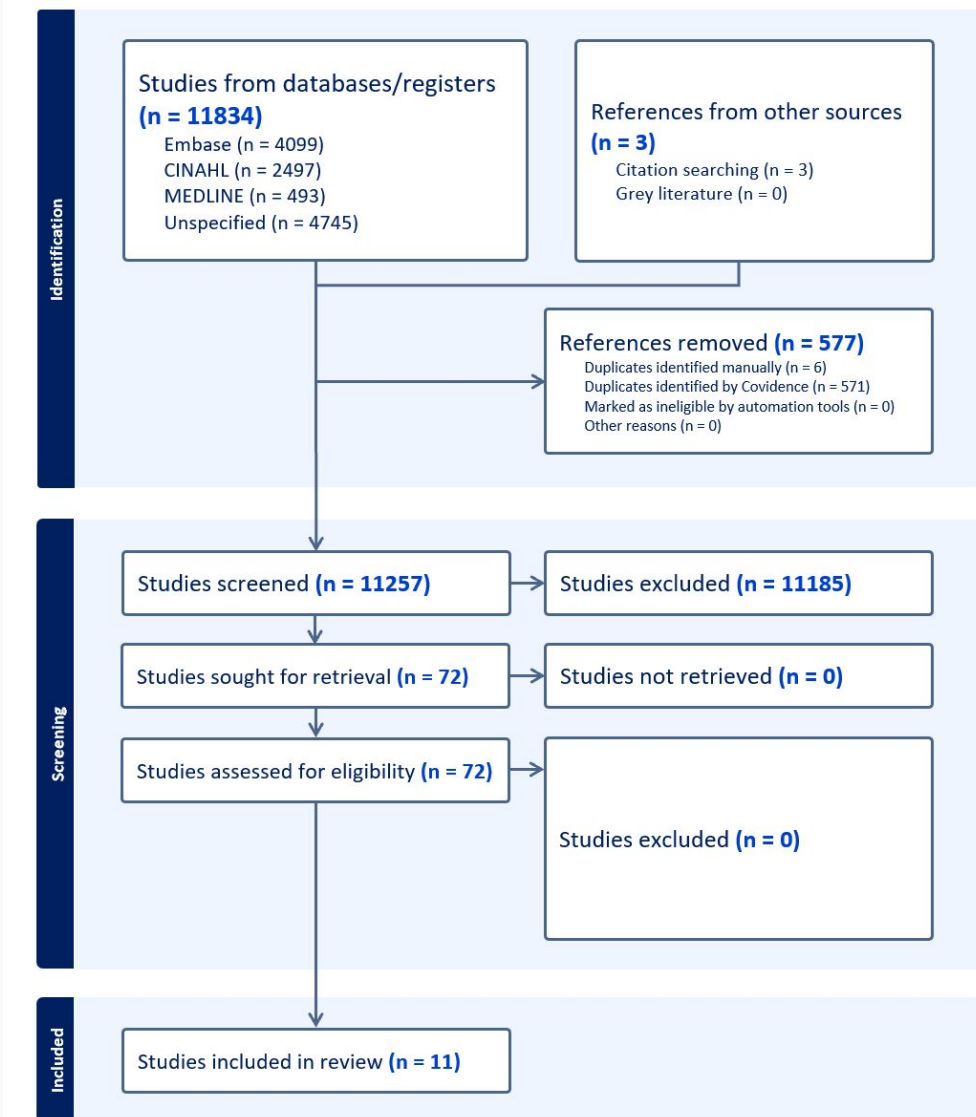 Identification
Studies from databases/registers
(n = 11834)
Embase (n = 4099)
CINAHL (n = 2497)
MEDLINE (n = 493)
Unspecified (n = 4745)
References from other sources
(n = 3)
Citation searching (n = 3)
Grey literature (n = 0)
References removed (n = 577)
Duplicates identified manually (n = 6)
Duplicates identified by Covidence (n = 571)
Marked as ineligible by automation tools (n = 0)
Other reasons (n = 0)
Screening
Studies screened (n = 11257)
Studies excluded (n = 11185)
Studies sought for retrieval (n = 72)
Studies not retrieved (n = 0)
Studies assessed for eligibility (n = 72)
Studies excluded (n = 0)
Included
Studies included in review (n = 11)